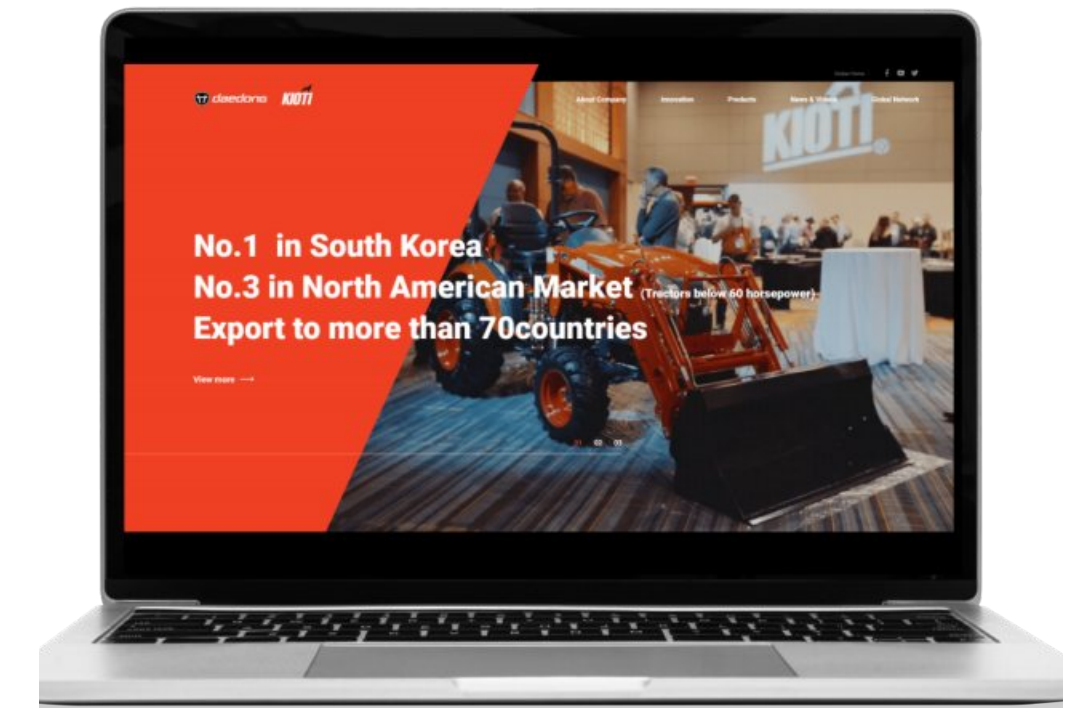 daedong KIOTI
About Company Innovation Products News & Videos Global Network
KIOTI®
No.1 in South Korea
No.3 in North American Market (Tractors below 60 horsepower)
Export to more than 70countries
View more →
01 02 03